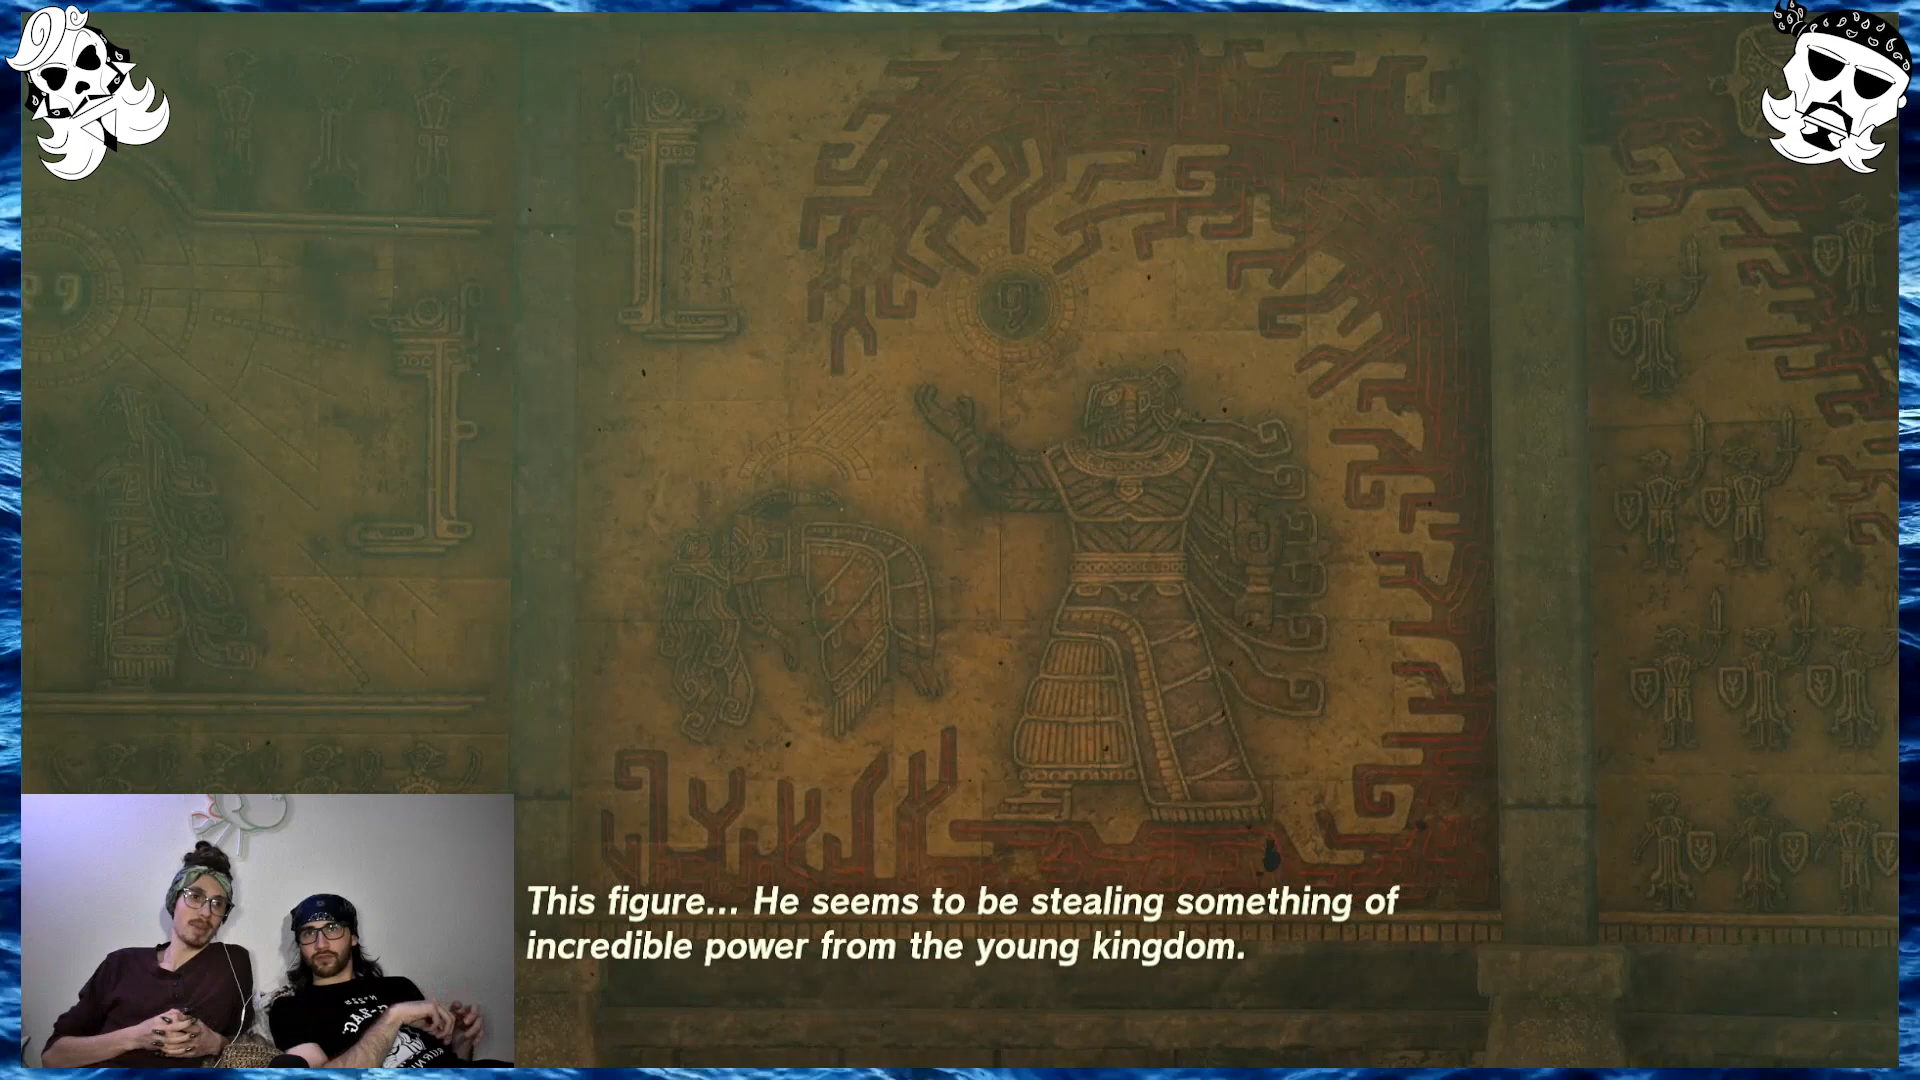 This figure... He seems to be stealing something of
incredible power from the young kingdom.